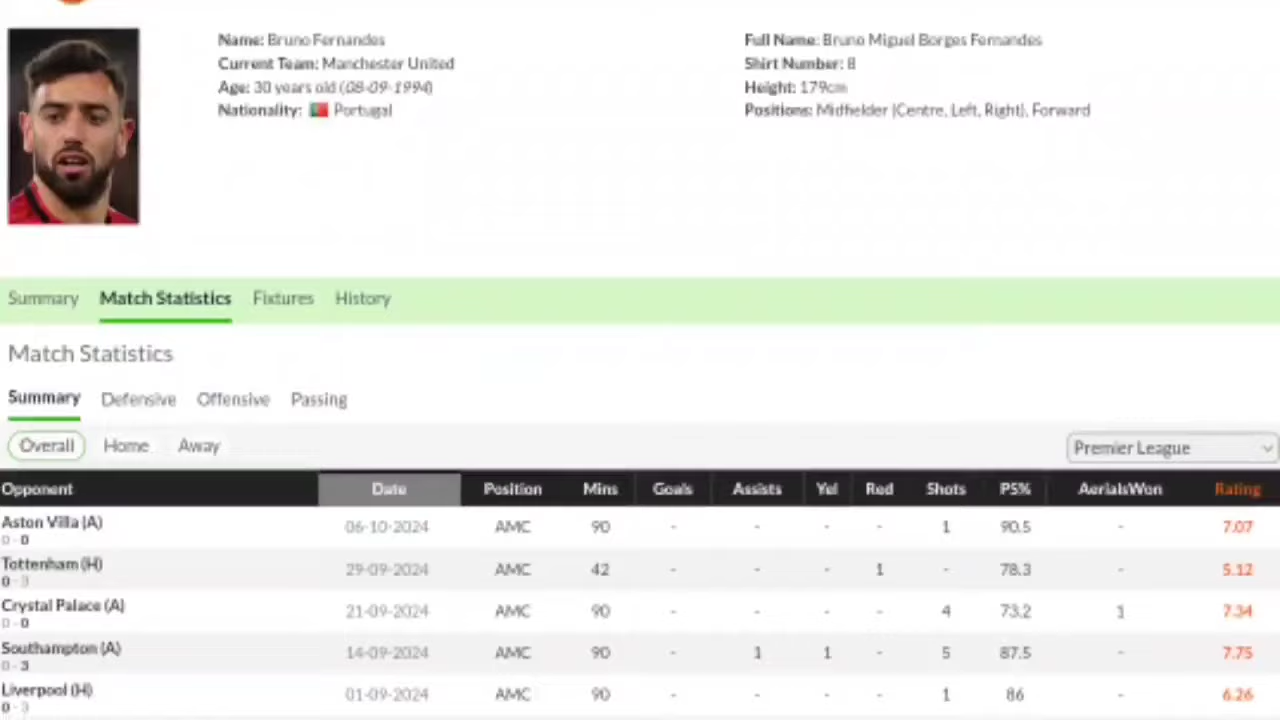 Name: Bruno Fernandes
Full Name: Bruno Miguel Borges Fernandes
Current Team: Manchester United
Shirt Number: 8
Age: 30 years old (08-09-1994)
Height: 179cm
Nationality: Portugal
Positions: Midfielder (Centre, Left, Right), Forward
Summary Match Statistics Fixtures History
Match Statistics
Summary Defensive Offensive Passing
Overall Home Away Premier League
Opponent Date Position Mins Goals Assists Yel Red Shots PS% AerialsWon Rating
Aston Villa (A) 06-10-2024 AMC 90 - - - - 1 90.5 - 7.07
0 - 0
Tottenham (H) 29-09-2024 AMC 42 - - - 1 - 78.3 - 5.12
0 - 3
Crystal Palace (A) 21-09-2024 AMC 90 - - - - 4 73.2 1 7.34
0 - 0
Southampton (A) 14-09-2024 AMC 90 - 1 1 - 5 87.5 - 7.75
0 - 3
Liverpool (H) 01-09-2024 AMC 90 - - - - 1 86 - 6.26
0 - 3